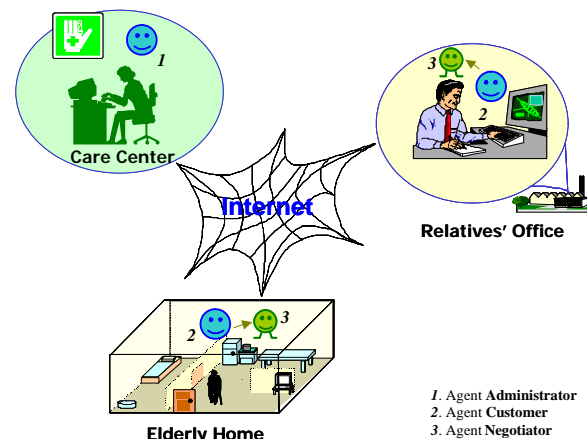 1
Care Center
3
2
Relatives' Office
Internet
2
3
Elderly Home
1. Agent Administrator
2. Agent Customer
3. Agent Negotiator